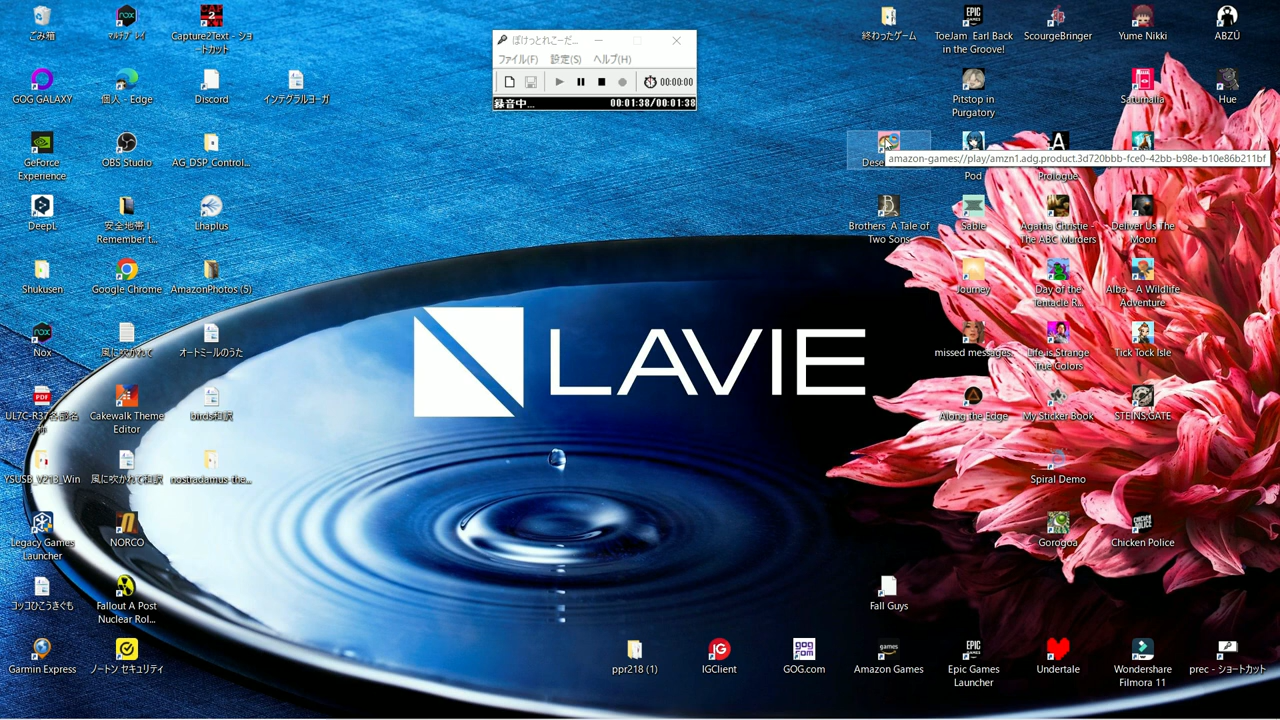 ごみ箱
ﾏﾙﾁﾌﾟﾚｲ
Capture2Text - ショ
ートカット
ぽけっとれこーだ...
ファイル(F) 設定(S) ヘルプ(H)
00:00:00
録音中... 00:01:38/00:01:38
終わったゲーム
ToeJam Earl Back
in the Groove!
ScourgeBringer
Yume Nikki
ABZÛ
GOG GALAXY
個人 - Edge
Discord
インテグラルヨーガ
Pitstop in
Purgatory
Saturnalia
Hue
GeForce
Experience
OBS Studio
AG_DSP_Control...
Dese
amazon-games://play/amzn1.adg.product.3d720bbb-fce0-42bb-b98e-b10e86b211bf
Pod
Prologue
DeepL
安全地帯 I
Remember t...
Lhaplus
Brothers A Tale of
Two Sons
Sable
Agatha Christie -
The ABC Murders
Deliver Us The
Moon
Shukusen
Google Chrome
AmazonPhotos (5)
Journey
Day of the
Tentacle R...
Alba - A Wildlife
Adventure
LAVIE
Nox
風に吹かれて
オートミールのうた
missed messages.
Life is Strange
True Colors
Tick Tock Isle
UL7C-R37各部名
称
Cakewalk Theme
Editor
birds和訳
Along the Edge
My Sticker Book
STEINS;GATE
YSUSB_V213_Win
風に吹かれて和訳
nostradamus-the...
Spiral Demo
Legacy Games
Launcher
NORCO
Gorogoa
Chicken Police
コッコひこうきぐも
Fallout A Post
Nuclear Rol...
Fall Guys
Garmin Express
ノートン セキュリティ
ppr218 (1)
IGClient
GOG.com
Amazon Games
Epic Games
Launcher
Undertale
Wondershare
Filmora 11
prec - ショートカット